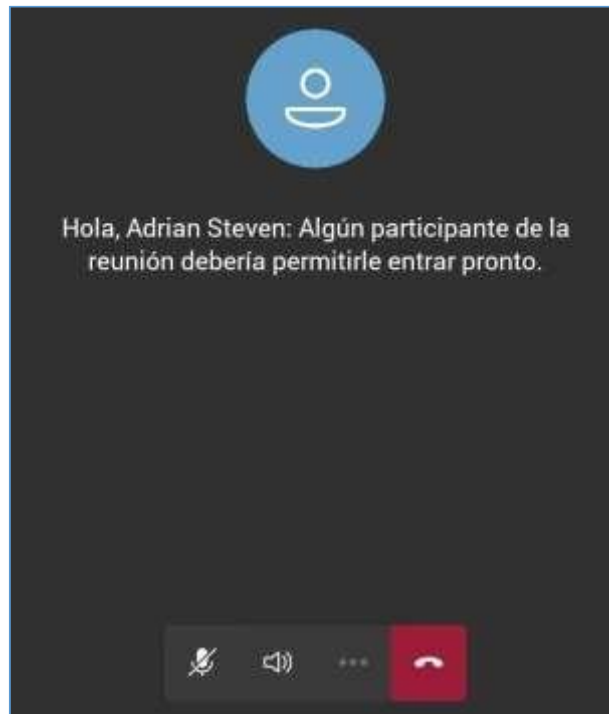 Hola, Adrian Steven: Algún participante de la
reunión debería permitirle entrar pronto.